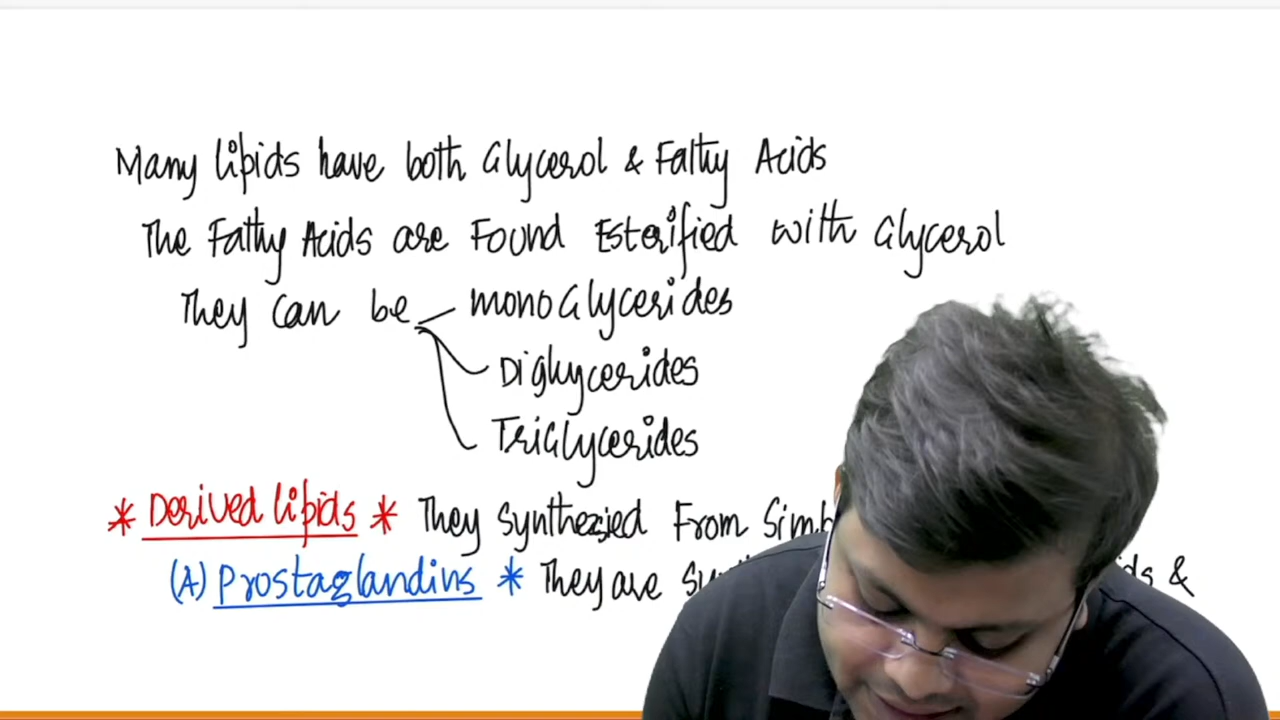 Many lipids have both Glycerol & Fatty Acids
The Fatty Acids are Found Esterified with Glycerol
They can be
monoGlycerides
Diglycerides
TriGlycerides
* Derived lipids * They synthesied From
(A) Prostaglandins * They are &